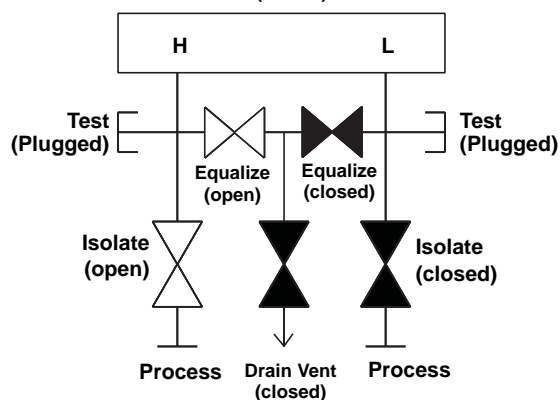 H L
Test
(Plugged)
Test
(Plugged)
Equalize
(open)
Equalize
(closed)
Isolate
(open)
Isolate
(closed)
Process
Drain Vent
(closed)
Process